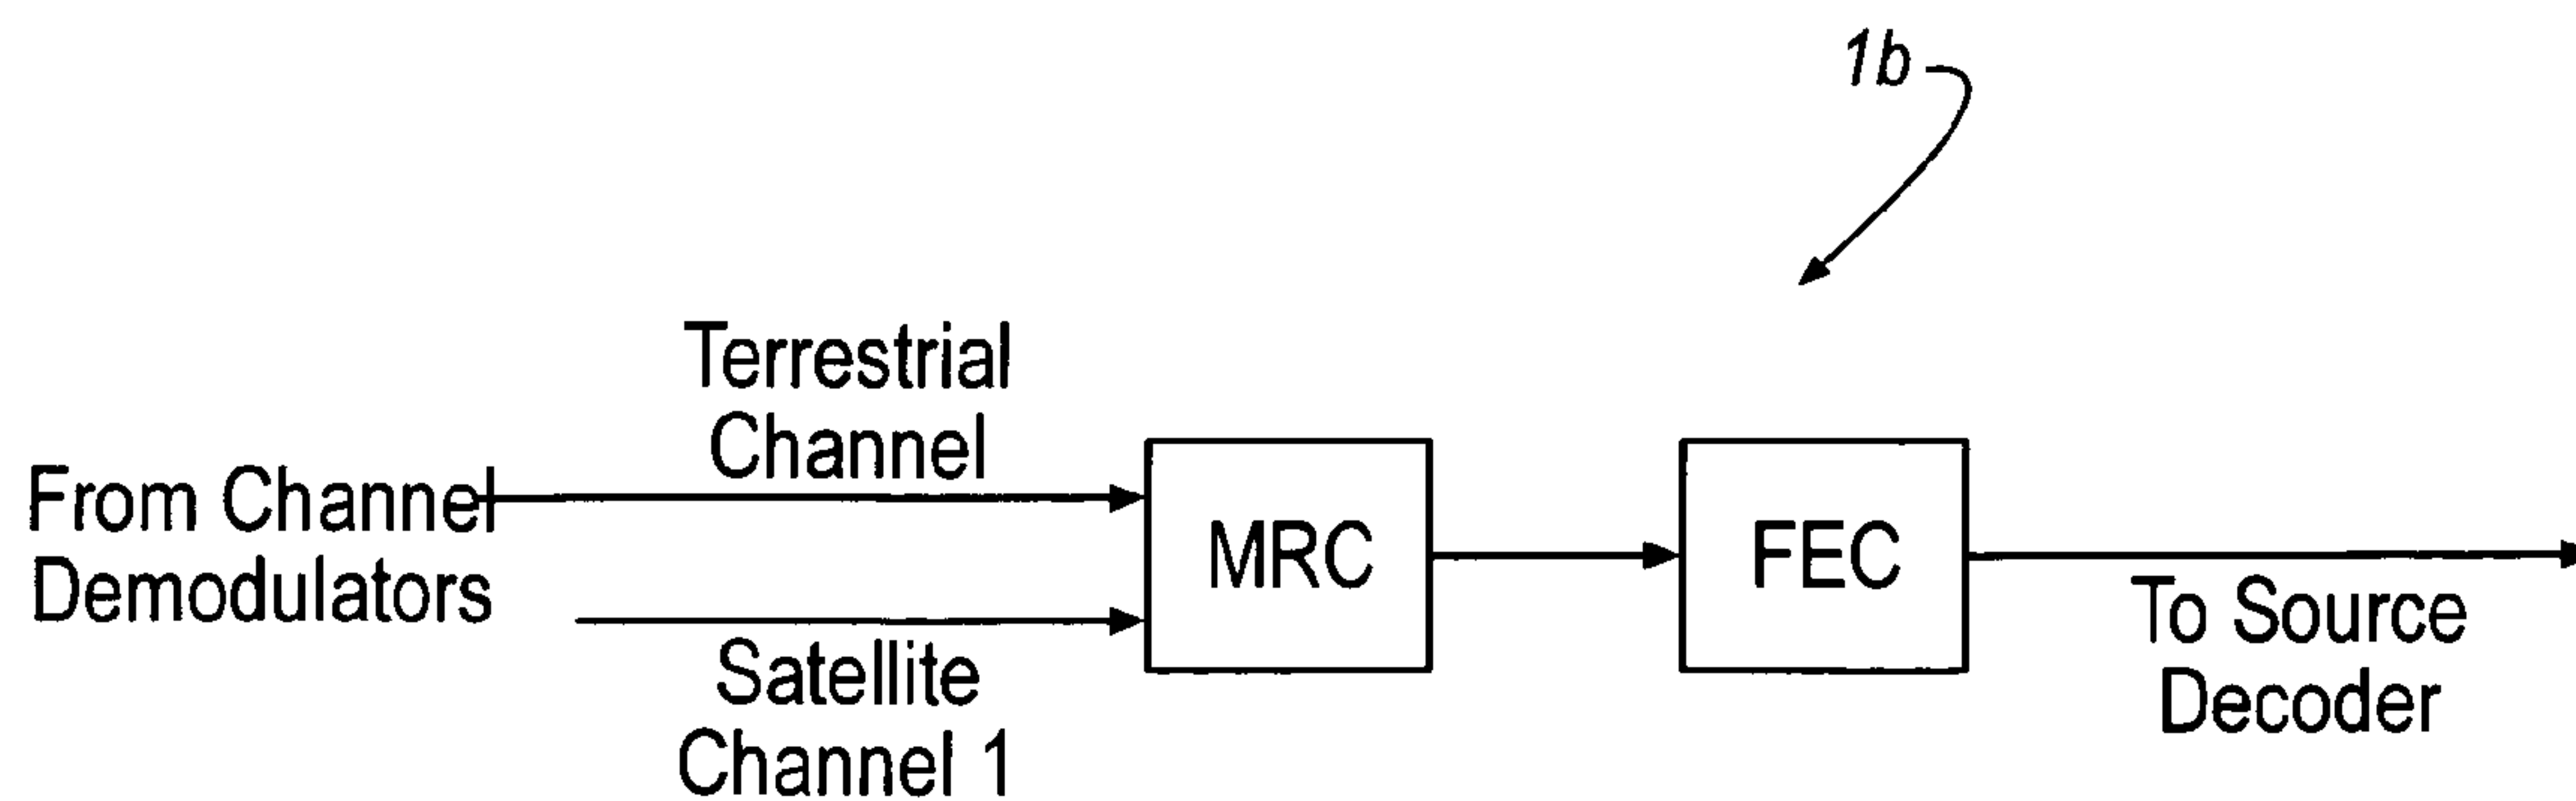 1b
Terrestrial
Channel
From Channel
Demodulators
MRC
FEC
Satellite
Channel 1
To Source
Decoder